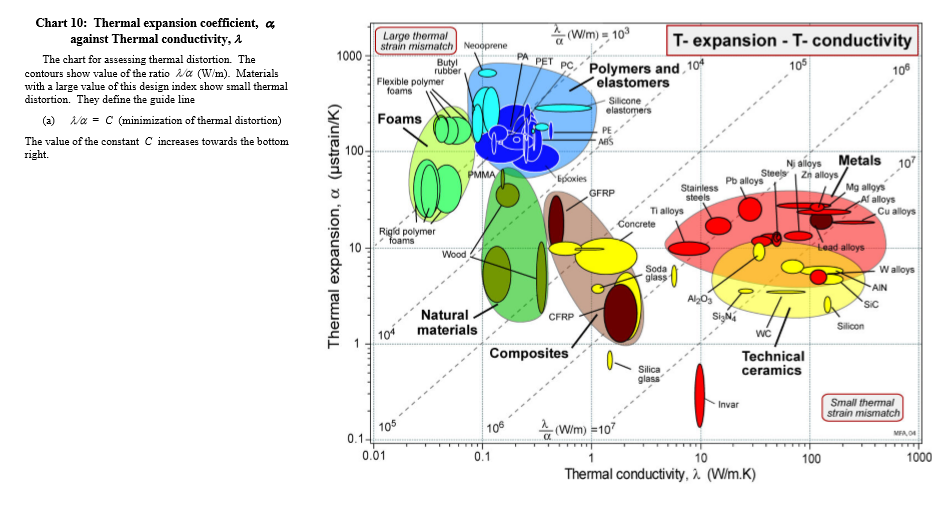 Chart 10: Thermal expansion coefficient, α,
against Thermal conductivity, λ
The chart for assessing thermal distortion. The
contours show value of the ratio λ/α (W/m). Materials
with a large value of this design index show small thermal
distortion. They define the guide line
(a) λ/α = C (minimization of thermal distortion)
The value of the constant C increases towards the bottom
right.
T- expansion - T- conductivity
Large thermal
strain mismatch
λ/α (W/m) = 10³
10⁴
10⁵
10⁶
10⁷
Neoprene
Butyl
rubber
Flexible polymer
foams
Foams
PA
PET
PC
Polymers and
elastomers
Silicone
elastomers
PE
ABS
Epoxies
PMMA
Rigid polymer
foams
Wood
Natural
materials
GFRP
Concrete
Soda
glass
CFRP
Composites
Silica
glass
Ti alloys
Stainless
steels
Pb alloys
Steels
Ni alloys
Zn alloys
Metals
Mg alloys
Al alloys
Cu alloys
Lead alloys
W alloys
AlN
SiC
Silicon
Al₂O₃
Si₃N₄
WC
Technical
ceramics
Invar
Small thermal
strain mismatch
MFA, 04
10⁴
10⁵
10⁶
λ/α (W/m) =10⁷
Thermal expansion, α (μstrain/K)
1000
100
10
1
0.1
0.01
0.1
1
10
100
1000
Thermal conductivity, λ (W/m.K)